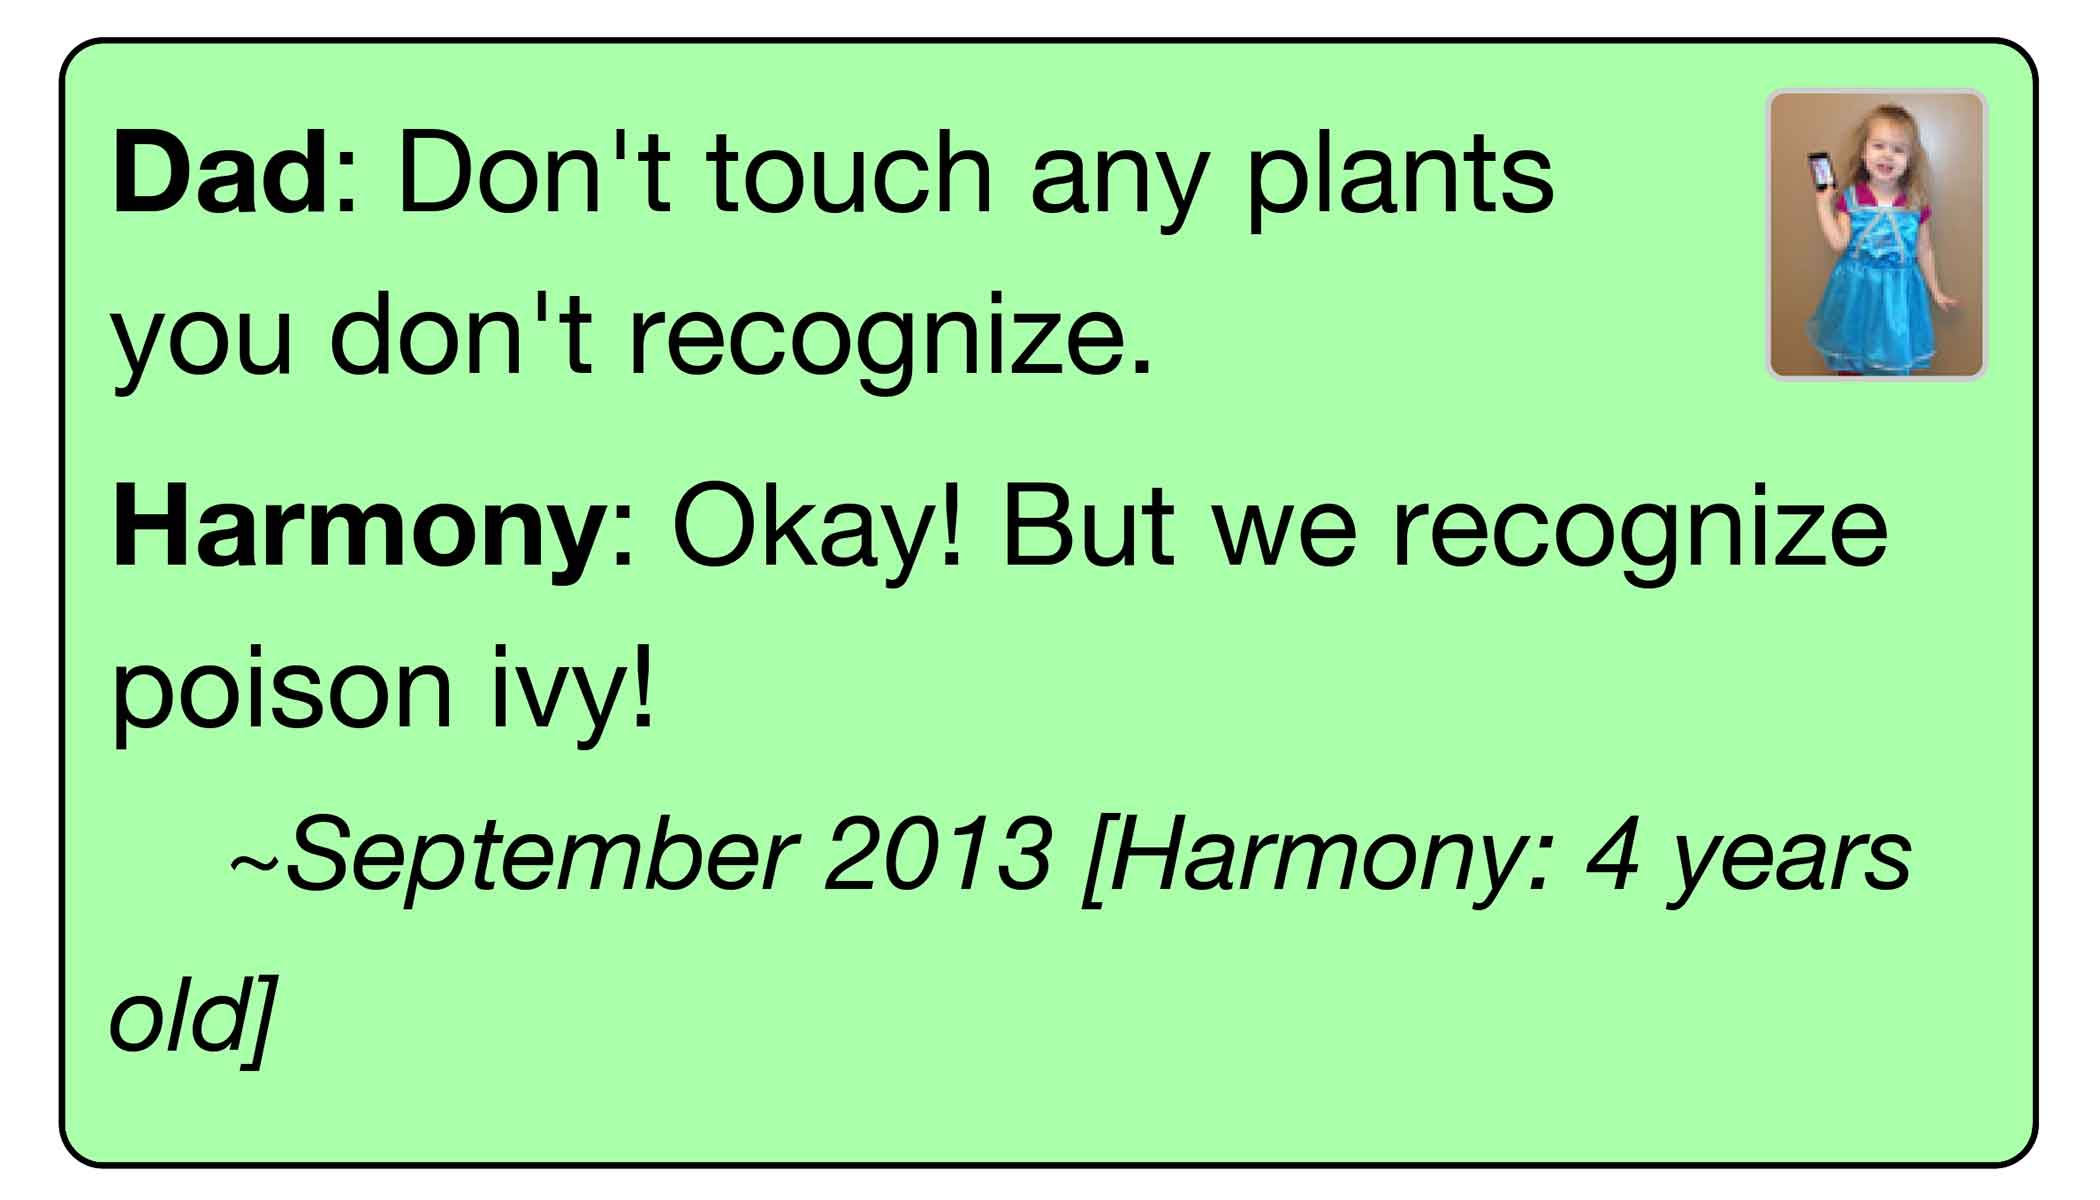 Dad: Don't touch any plants
you don't recognize.
Harmony: Okay! But we recognize
poison ivy!
~September 2013 [Harmony: 4 years
old]